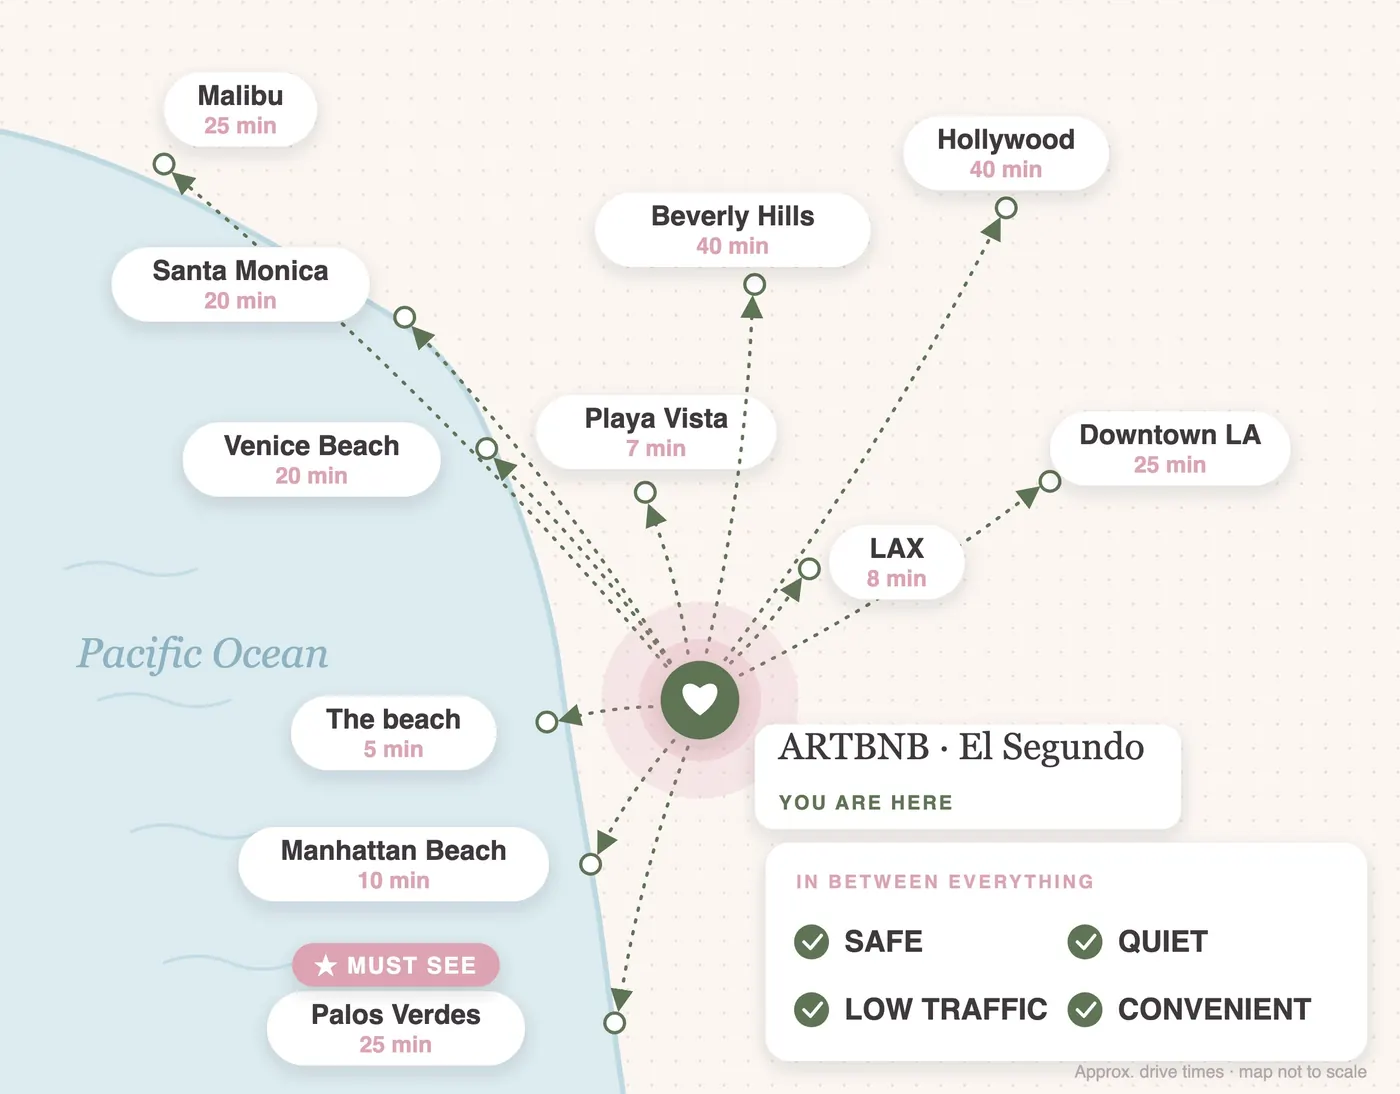 Malibu
25 min
Hollywood
40 min
Beverly Hills
40 min
Santa Monica
20 min
Playa Vista
7 min
Venice Beach
20 min
Downtown LA
25 min
LAX
8 min
Pacific Ocean
The beach
5 min
ARTBNB · El Segundo
YOU ARE HERE
Manhattan Beach
10 min
IN BETWEEN EVERYTHING
SAFE
QUIET
LOW TRAFFIC
CONVENIENT
MUST SEE
Palos Verdes
25 min
Approx. drive times · map not to scale